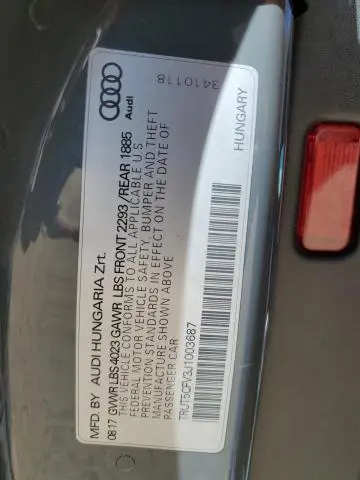 Audi
3410118
MFD. BY AUDI HUNGARIA Zrt.
08.17 GVWR LBS 4023 GAWR LBS FRONT 2293 / REAR 1885
THIS VEHICLE CONFORMS TO ALL APPLICABLE U.S.
FEDERAL MOTOR VEHICLE SAFETY, BUMPER AND THEFT
PREVENTION STANDARDS IN EFFECT ON THE DATE OF
MANUFACTURE SHOWN ABOVE
PASSENGER CAR
HUNGARY
TRUT5CFV3J1003687